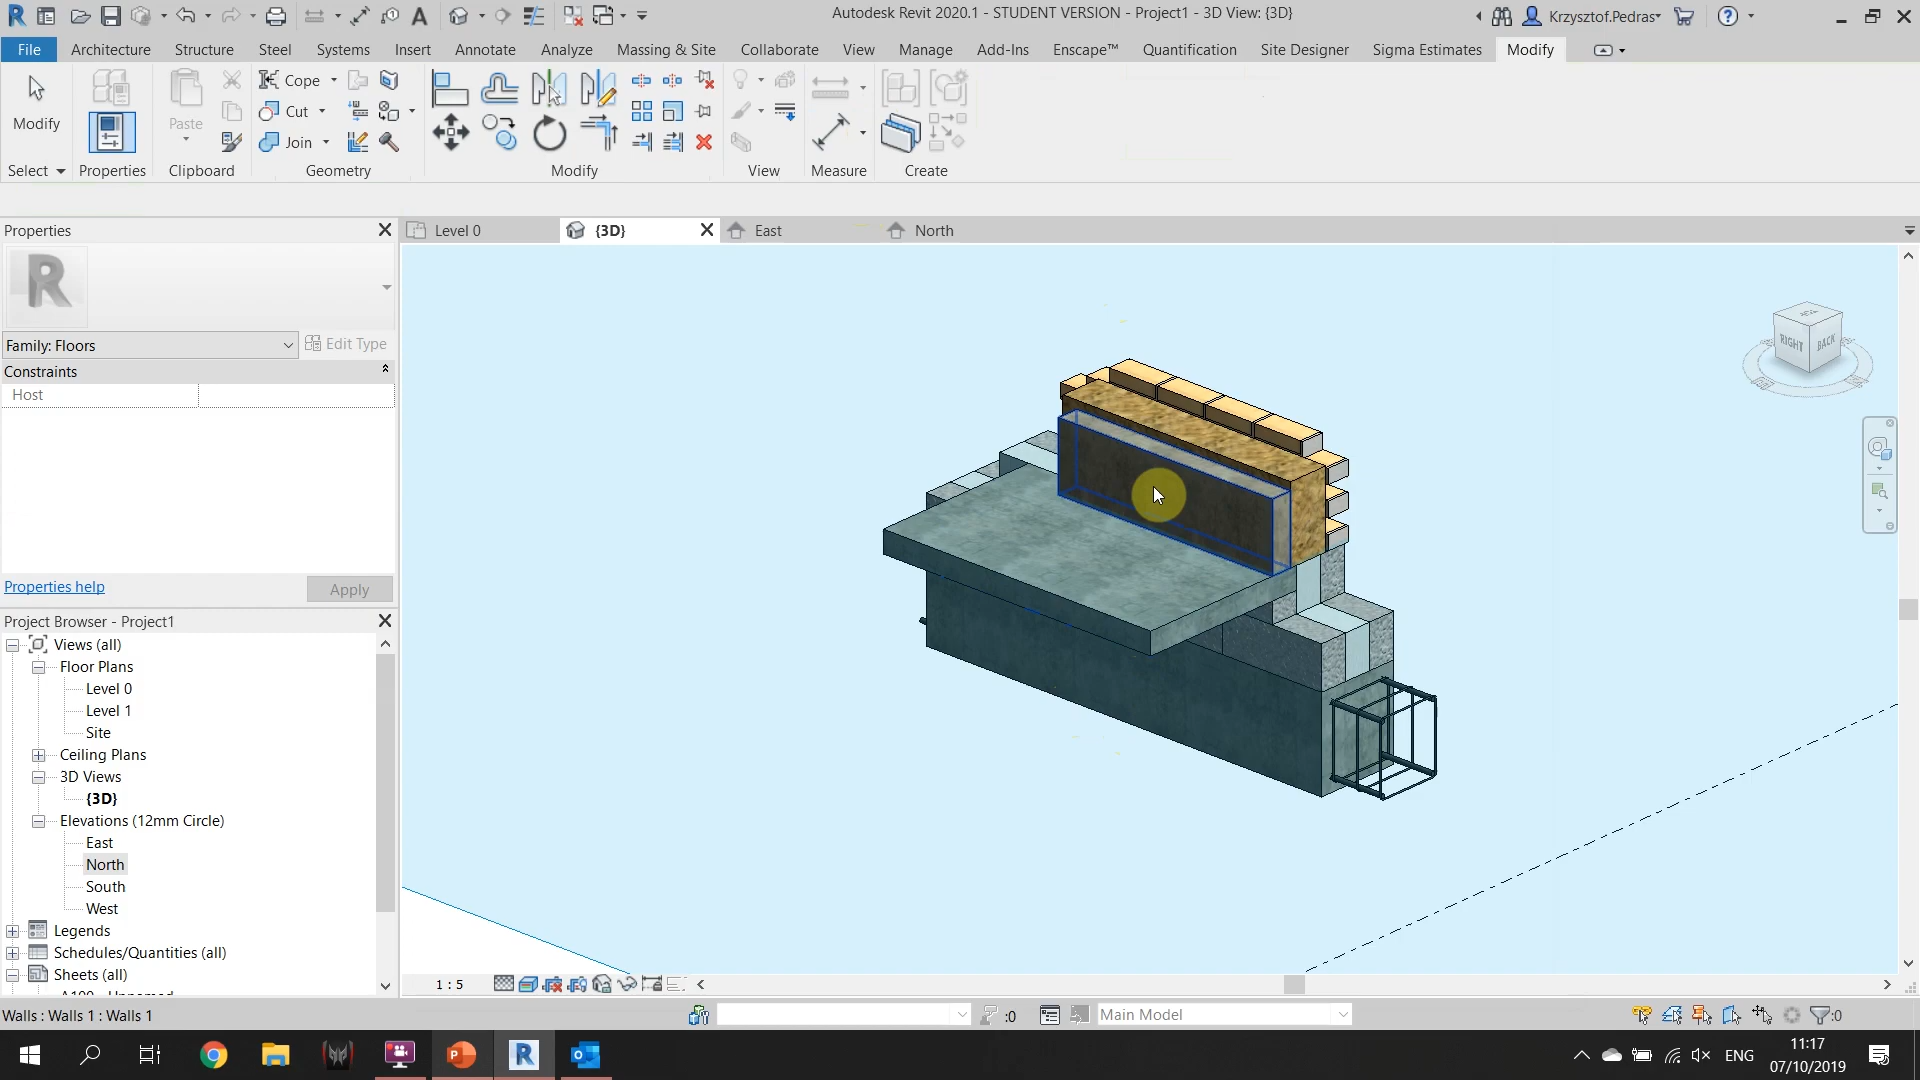 Autodesk Revit 2020.1 - STUDENT VERSION - Project1 - 3D View: {3D}
Krzysztof.Pedras
File
Architecture
Structure
Steel
Systems
Insert
Annotate
Analyze
Massing & Site
Collaborate
View
Manage
Add-Ins
Enscape™
Quantification
Site Designer
Sigma Estimates
Modify
Modify
Paste
Cope
Cut
Join
Select
Properties
Clipboard
Geometry
Modify
View
Measure
Create
Properties
Level 0
{3D}
East
North
R
Family: Floors
Edit Type
Constraints
Host
Properties help
Apply
Project Browser - Project1
Views (all)
Floor Plans
Level 0
Level 1
Site
Ceiling Plans
3D Views
{3D}
Elevations (12mm Circle)
East
North
South
West
Legends
Schedules/Quantities (all)
Sheets (all)
RIGHT
BACK
1 : 5
Walls : Walls 1 : Walls 1
:0
Main Model
:0
ENG
11:17
07/10/2019